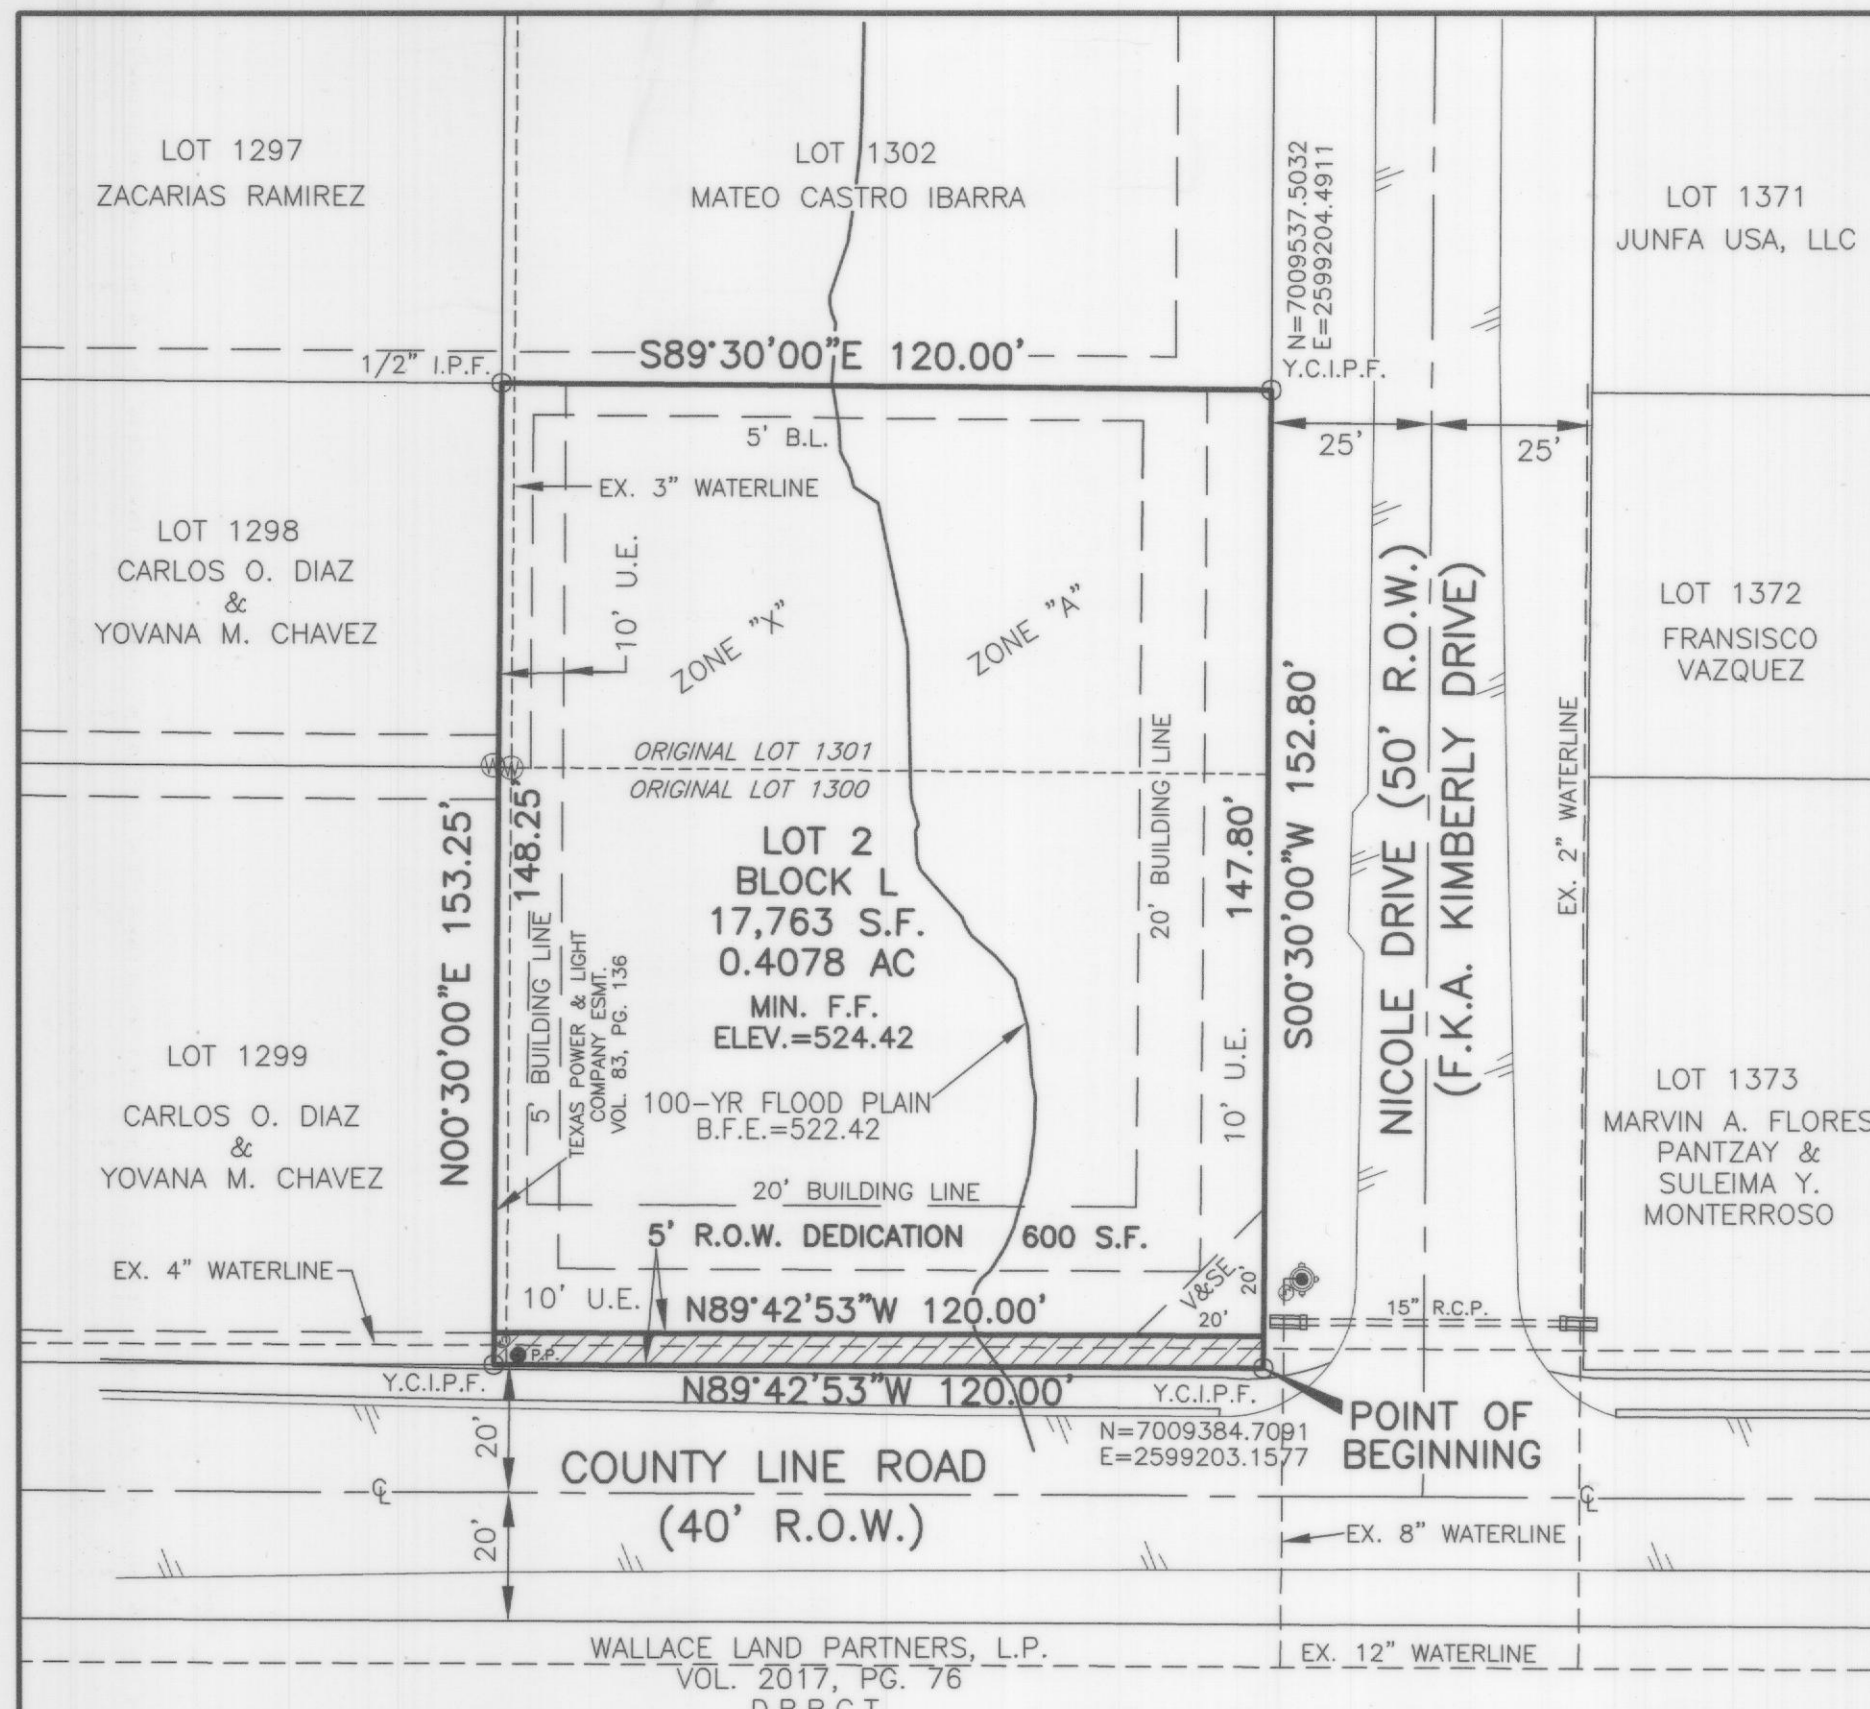 LOT 1297
ZACARIAS RAMIREZ
LOT 1302
MATEO CASTRO IBARRA
N=7009537.5032
E=2599204.4911
LOT 1371
JUNFA USA, LLC
1/2" I.P.F.
S89°30'00"E 120.00'
Y.C.I.P.F.
5' B.L.
25'
25'
EX. 3" WATERLINE
LOT 1298
CARLOS O. DIAZ
&
YOVANA M. CHAVEZ
10' U.E.
ZONE "X"
ZONE "A"
LOT 1372
FRANSISCO
VAZQUEZ
NICOLE DRIVE (50' R.O.W.)
(F.K.A. KIMBERLY DRIVE)
S00°30'00"W 152.80'
147.80'
20' BUILDING LINE
10' U.E.
EX. 2" WATERLINE
ORIGINAL LOT 1301
ORIGINAL LOT 1300
W W
N00°30'00"E 153.25'
148.25'
5' BUILDING LINE
TEXAS POWER & LIGHT
COMPANY ESMT.
VOL. 83, PG. 136
LOT 2
BLOCK L
17,763 S.F.
0.4078 AC
MIN. F.F.
ELEV.=524.42
100-YR FLOOD PLAIN
B.F.E.=522.42
LOT 1299
CARLOS O. DIAZ
&
YOVANA M. CHAVEZ
LOT 1373
MARVIN A. FLORES
PANTZAY &
SULEIMA Y.
MONTERROSO
20' BUILDING LINE
5' R.O.W. DEDICATION 600 S.F.
EX. 4" WATERLINE
10' U.E.
N89°42'53"W 120.00'
V&SE.
20'
20'
15" R.C.P.
P.P.
Y.C.I.P.F.
N89°42'53"W 120.00'
Y.C.I.P.F.
N=7009384.7091
E=2599203.1577
POINT OF
BEGINNING
20'
COUNTY LINE ROAD
(40' R.O.W.)
20'
EX. 8" WATERLINE
WALLACE LAND PARTNERS, L.P.
VOL. 2017, PG. 76
EX. 12" WATERLINE